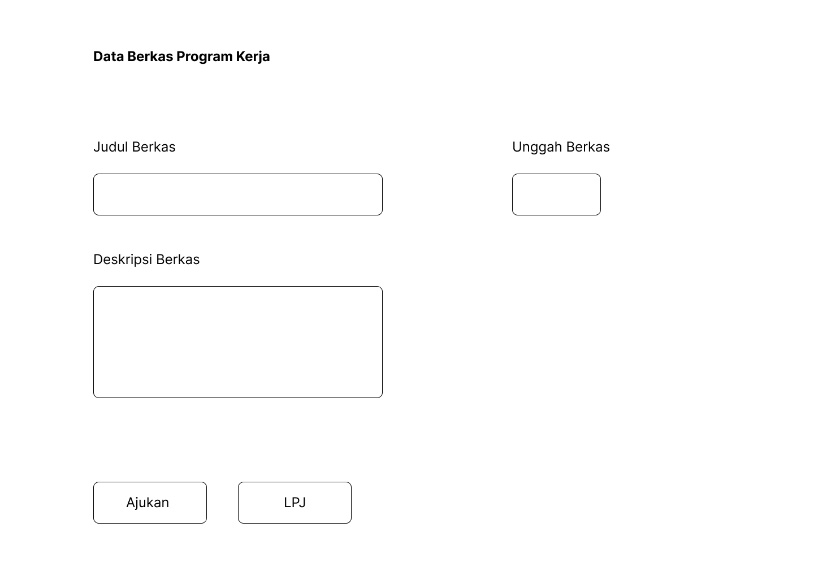 Data Berkas Program Kerja
Judul Berkas
Unggah Berkas
Deskripsi Berkas
Ajukan
LPJ